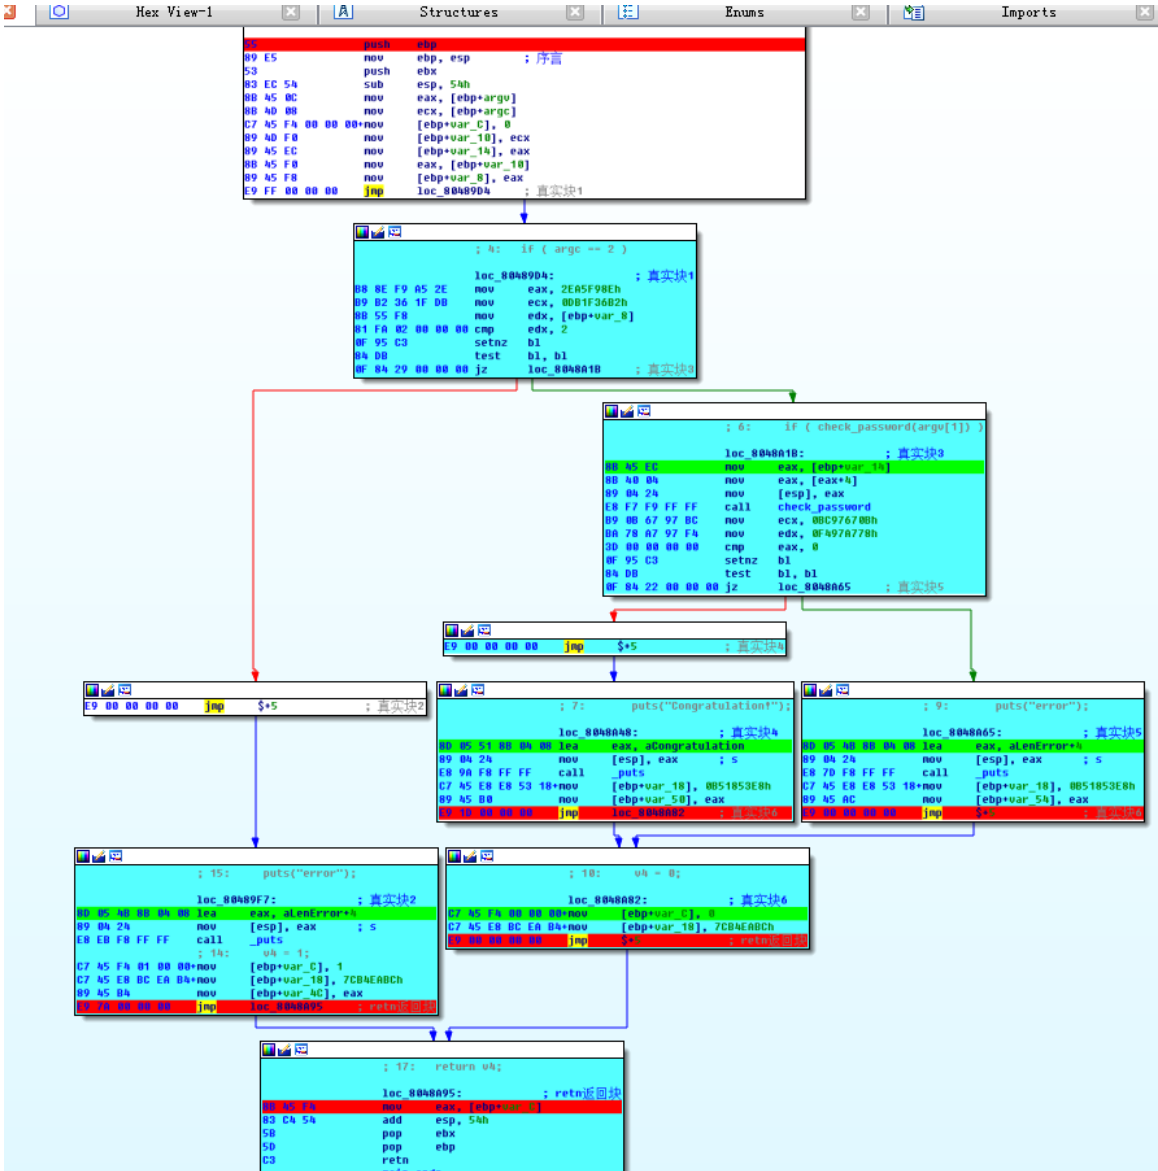 Hex View-1
Structures
Enums
Imports
55 push ebp
89 E5 mov ebp, esp ; 序言
53 push ebx
83 EC 54 sub esp, 54h
8B 45 0C mov eax, [ebp+argv]
8B 4D 08 mov ecx, [ebp+argc]
C7 45 F4 00 00 00+mov [ebp+var_C], 0
89 4D F0 mov [ebp+var_10], ecx
89 45 EC mov [ebp+var_14], eax
8B 45 F0 mov eax, [ebp+var_10]
89 45 F8 mov [ebp+var_8], eax
E9 FF 00 00 00 jmp loc_80489D4 ; 真实块1
; 4: if ( argc == 2 )
loc_80489D4: ; 真实块1
B8 8E F9 A5 2E mov eax, 2EA5F98Eh
B9 B2 36 1F DB mov ecx, 0DB1F36B2h
8B 55 F8 mov edx, [ebp+var_8]
81 FA 02 00 00 00 cmp edx, 2
0F 95 C3 setnz bl
84 DB test bl, bl
0F 84 29 00 00 00 jz loc_8048A1B ; 真实块3
; 6: if ( check_password(argv[1]) )
loc_8048A1B: ; 真实块3
8B 45 EC mov eax, [ebp+var_14]
8B 40 04 mov eax, [eax+4]
89 04 24 mov [esp], eax
E8 F7 F9 FF FF call check_password
B9 0B 67 97 BC mov ecx, 0BC97670Bh
BA 78 A7 97 F4 mov edx, 0F497A778h
3D 00 00 00 00 cmp eax, 0
0F 95 C3 setnz bl
84 DB test bl, bl
0F 84 22 00 00 00 jz loc_8048A65 ; 真实块5
E9 00 00 00 00 jmp $+5 ; 真实块4
E9 00 00 00 00 jmp $+5 ; 真实块2
; 7: puts("Congratulation!");
loc_8048A48: ; 真实块4
8D 05 51 8B 04 08 lea eax, aCongratulation
89 04 24 mov [esp], eax ; s
E8 9A F8 FF FF call _puts
C7 45 E8 E8 53 18+mov [ebp+var_18], 0B51853E8h
89 45 B0 mov [ebp+var_50], eax
E9 1D 00 00 00 jmp loc_8048A82 ; 真实块6
; 9: puts("error");
loc_8048A65: ; 真实块5
8D 05 4B 8B 04 08 lea eax, aLenError+4
89 04 24 mov [esp], eax ; s
E8 7D F8 FF FF call _puts
C7 45 E8 E8 53 18+mov [ebp+var_18], 0B51853E8h
89 45 AC mov [ebp+var_54], eax
E9 00 00 00 00 jmp $+5 ; 真实块6
; 15: puts("error");
loc_80489F7: ; 真实块2
8D 05 4B 8B 04 08 lea eax, aLenError+4
89 04 24 mov [esp], eax ; s
E8 EB F8 FF FF call _puts
; 14: v4 = 1;
C7 45 F4 01 00 00+mov [ebp+var_C], 1
C7 45 E8 BC EA B4+mov [ebp+var_18], 7CB4EABCh
89 45 B4 mov [ebp+var_4C], eax
E9 7A 00 00 00 jmp loc_8048A95 ; retn返回块
; 10: v4 = 0;
loc_8048A82: ; 真实块6
C7 45 F4 00 00 00+mov [ebp+var_C], 0
C7 45 E8 BC EA B4+mov [ebp+var_18], 7CB4EABCh
E9 00 00 00 00 jmp $+5 ; retn返回块
; 17: return v4;
loc_8048A95: ; retn返回块
8B 45 F4 mov eax, [ebp+var_C]
83 C4 54 add esp, 54h
5B pop ebx
5D pop ebp
C3 retn